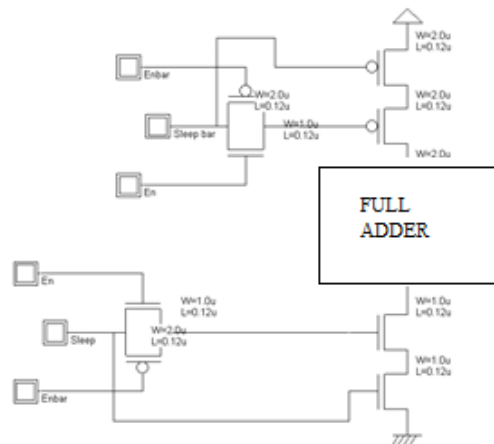 W=2.0u
L=0.12u
Enbar
W=2.0u
L=0.12u
W=2.0u
L=0.12u
Sleep bar
W=1.0u
L=0.12u
W=2.0u
En
FULL
ADDER
En
W=1.0u
L=0.12u
W=1.0u
L=0.12u
Sleep
W=2.0u
L=0.12u
W=1.0u
L=0.12u
Enbar